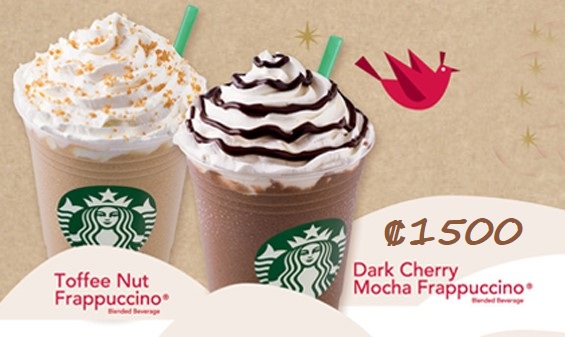 Toffee Nut
Frappuccino®
Blended Beverage
₡1500
Dark Cherry
Mocha Frappuccino®
Blended Beverage